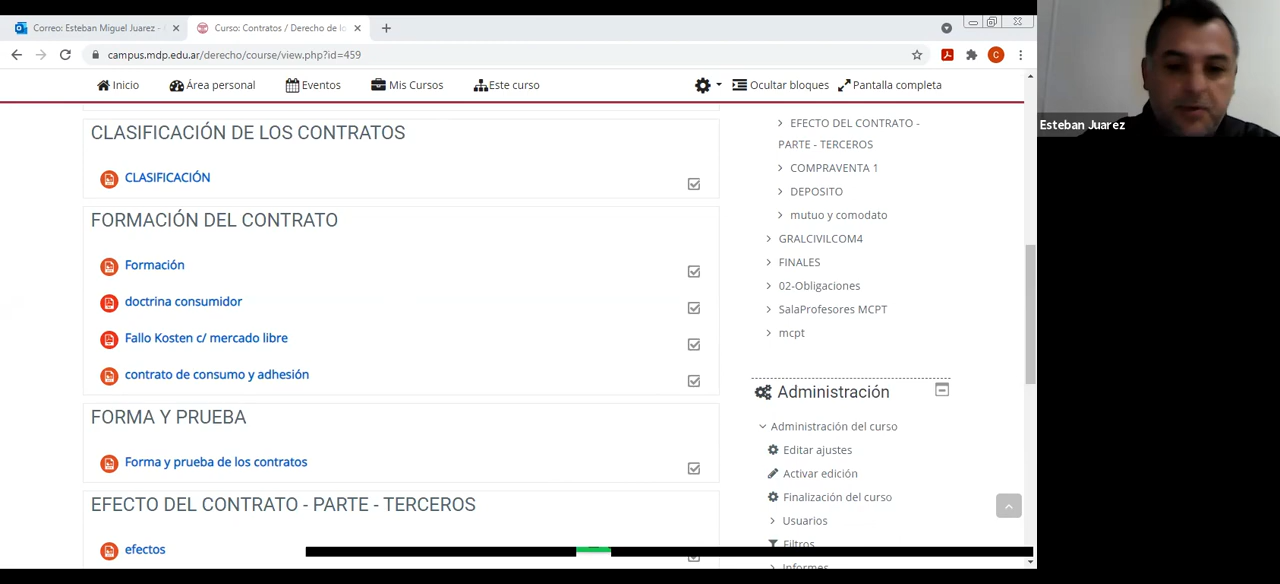 Correo: Esteban Miguel Juarez -
Curso: Contratos / Derecho de lo
campus.mdp.edu.ar/derecho/course/view.php?id=459
C
Inicio
Área personal
Eventos
Mis Cursos
Este curso
Ocultar bloques
Pantalla completa
CLASIFICACIÓN DE LOS CONTRATOS
CLASIFICACIÓN
FORMACIÓN DEL CONTRATO
Formación
doctrina consumidor
Fallo Kosten c/ mercado libre
contrato de consumo y adhesión
FORMA Y PRUEBA
Forma y prueba de los contratos
EFECTO DEL CONTRATO - PARTE - TERCEROS
efectos
EFECTO DEL CONTRATO -
PARTE - TERCEROS
COMPRAVENTA 1
DEPOSITO
mutuo y comodato
GRALCIVILCOM4
FINALES
02-Obligaciones
SalaProfesores MCPT
mcpt
Administración
Administración del curso
Editar ajustes
Activar edición
Finalización del curso
Usuarios
Filtros
Informes
Esteban Juarez